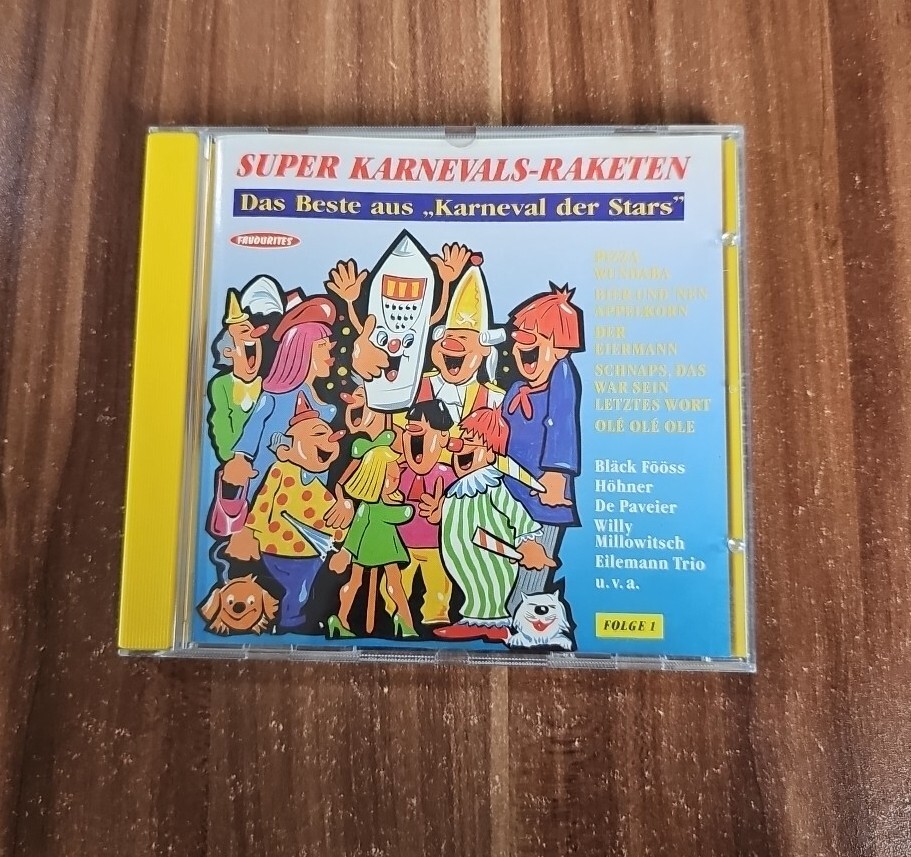 SUPER KARNEVALS-RAKETEN
Das Beste aus „Karneval der Stars”
FAVOURITES
WUNGABA
BIER UND 'NEN
APPELKORN
DER
EIERMANN
SCHNAPS, DAS
WAR SEIN
LETZTES WORT
OLÉ OLÉ OLE
Bläck Fööss
Höhner
De Paveier
Willy
Millowitsch
Eilemann Trio
u. v. a.
FOLGE 1